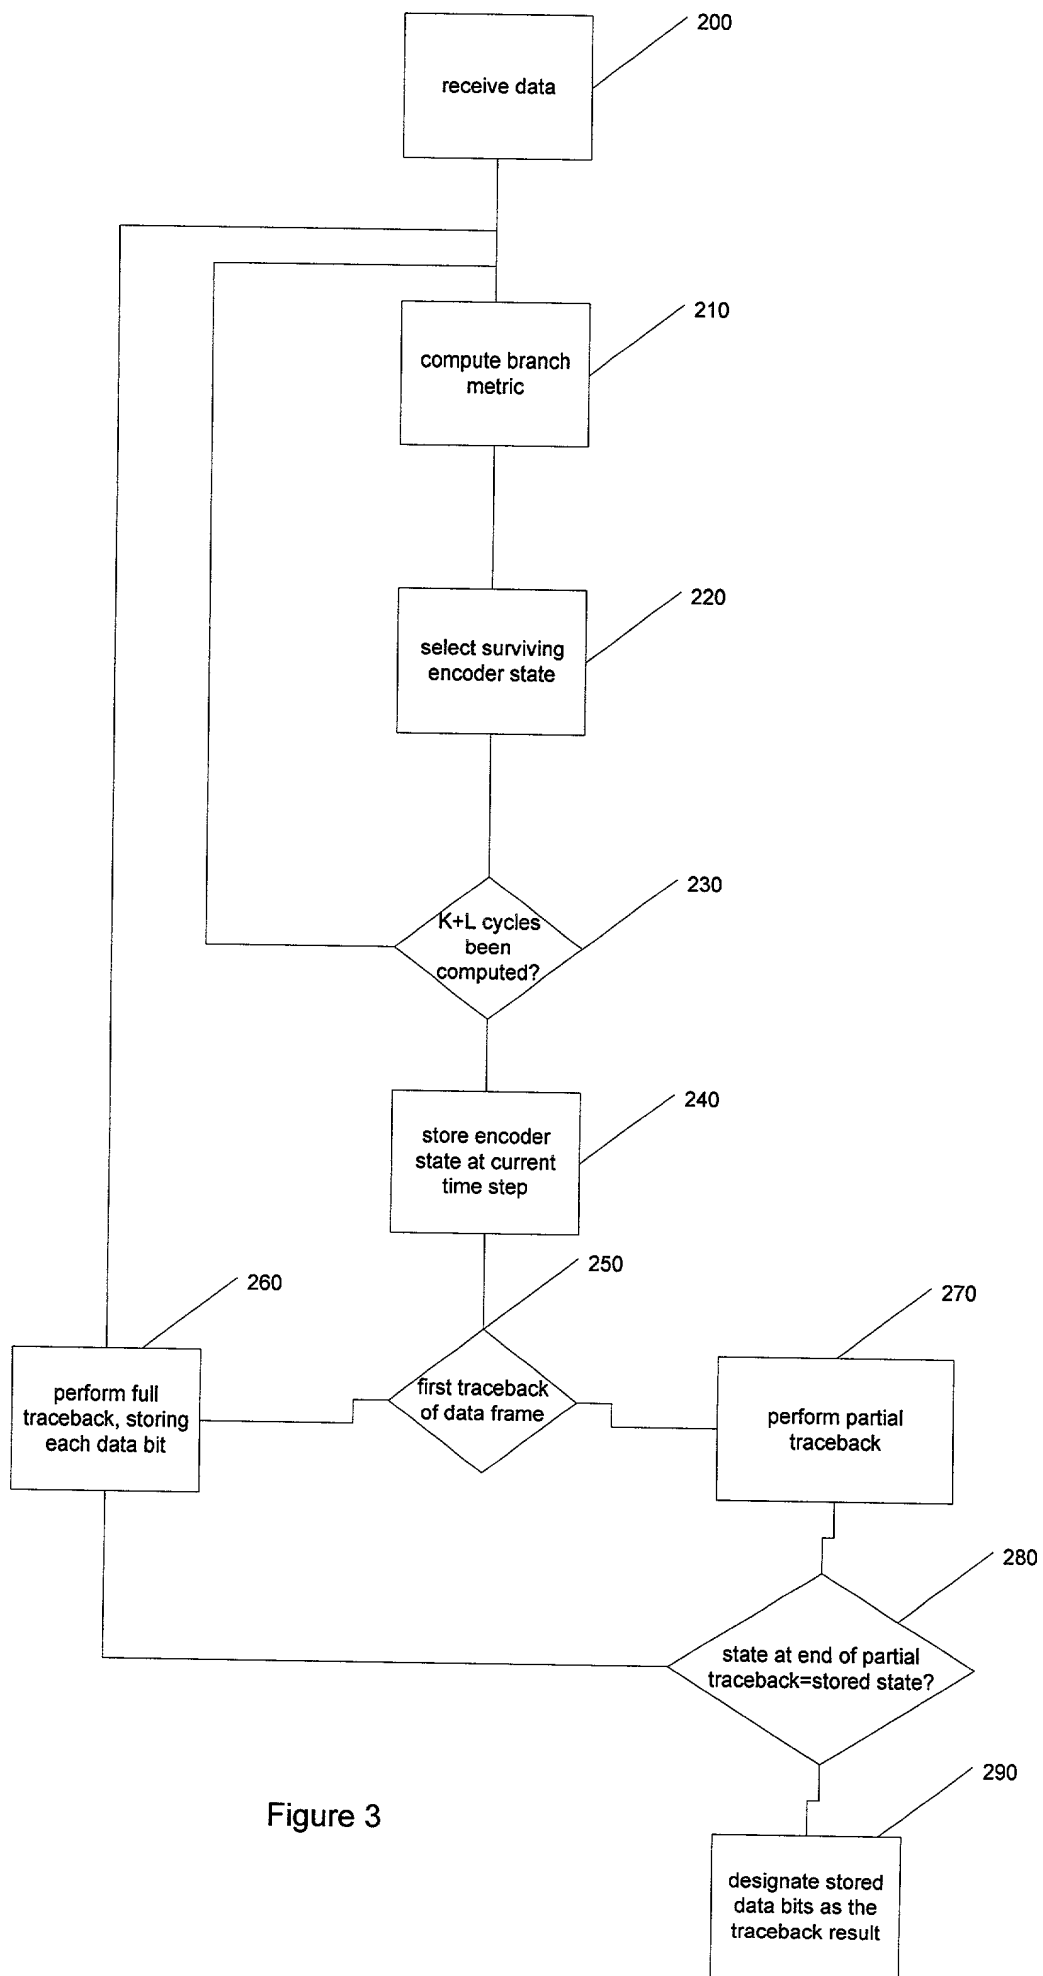 200
receive data
210
compute branch
metric
220
select surviving
encoder state
230
K+L cycles
been
computed?
240
store encoder
state at current
time step
250
260
270
first traceback
of data frame
perform full
traceback, storing
each data bit
perform partial
traceback
280
state at end of partial
traceback=stored state?
290
Figure 3
designate stored
data bits as the
traceback result